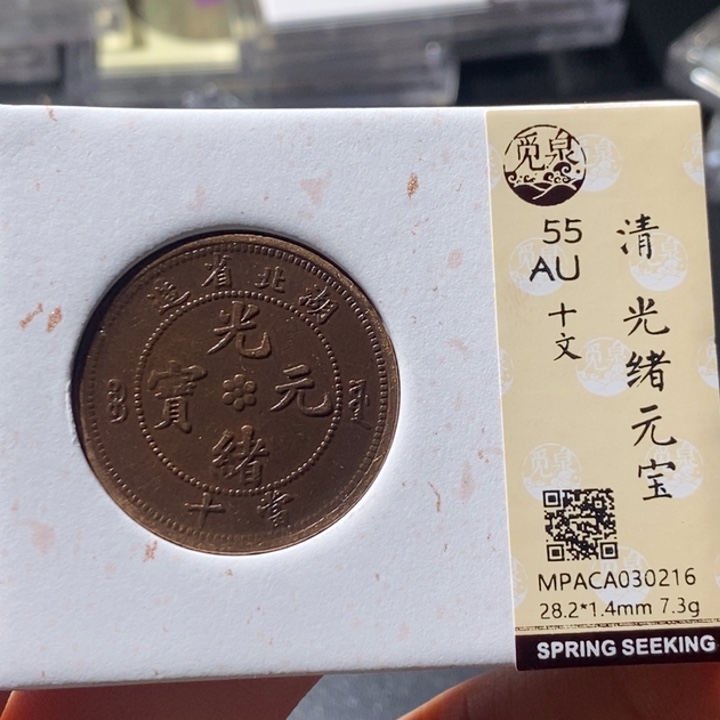 湖北省造
光緒元寶
當十
觅泉
55
AU
十文
清
光绪元宝
MPACA030216
28.2*1.4mm 7.3g
SPRING SEEKING